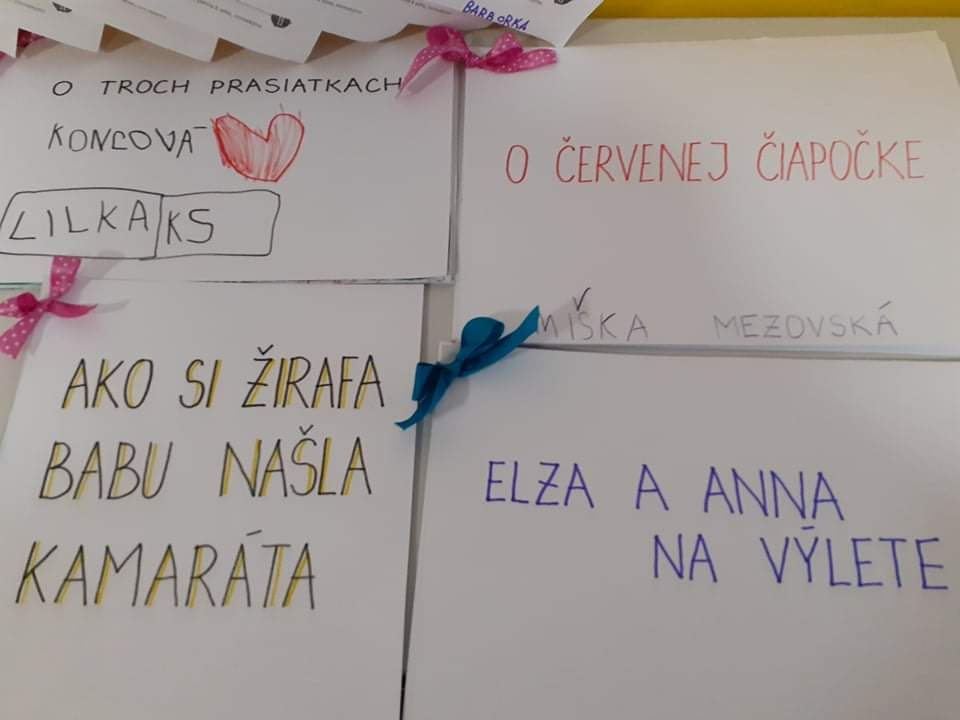 BARBORKA
O TROCH PRASIATKACH
KONCOVÁ
LILKA KS
O ČERVENEJ ČIAPOČKE
MIŠKA MEZOVSKÁ
AKO SI ŽIRAFA
BABU NAŠLA
KAMARÁTA
ELZA A ANNA
NA VÝLETE